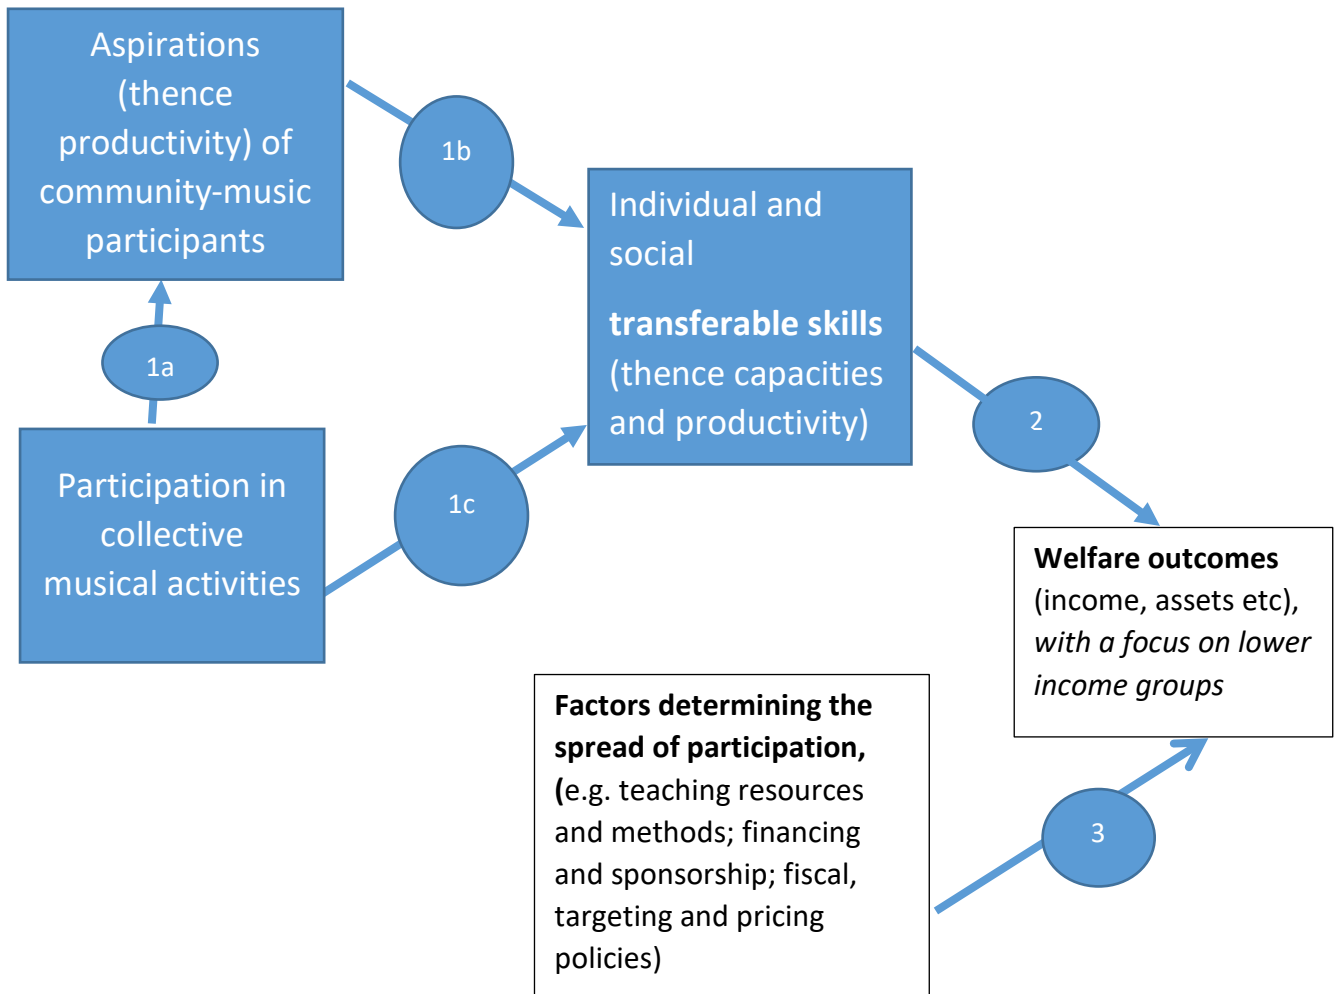 Aspirations
(thence
productivity) of
community-music
participants
1b
Individual and
social
transferable skills
(thence capacities
and productivity)
1a
Participation in
collective
musical activities
1c
2
Welfare outcomes
(income, assets etc),
with a focus on lower
income groups
Factors determining the
spread of participation,
(e.g. teaching resources
and methods; financing
and sponsorship; fiscal,
targeting and pricing
policies)
3